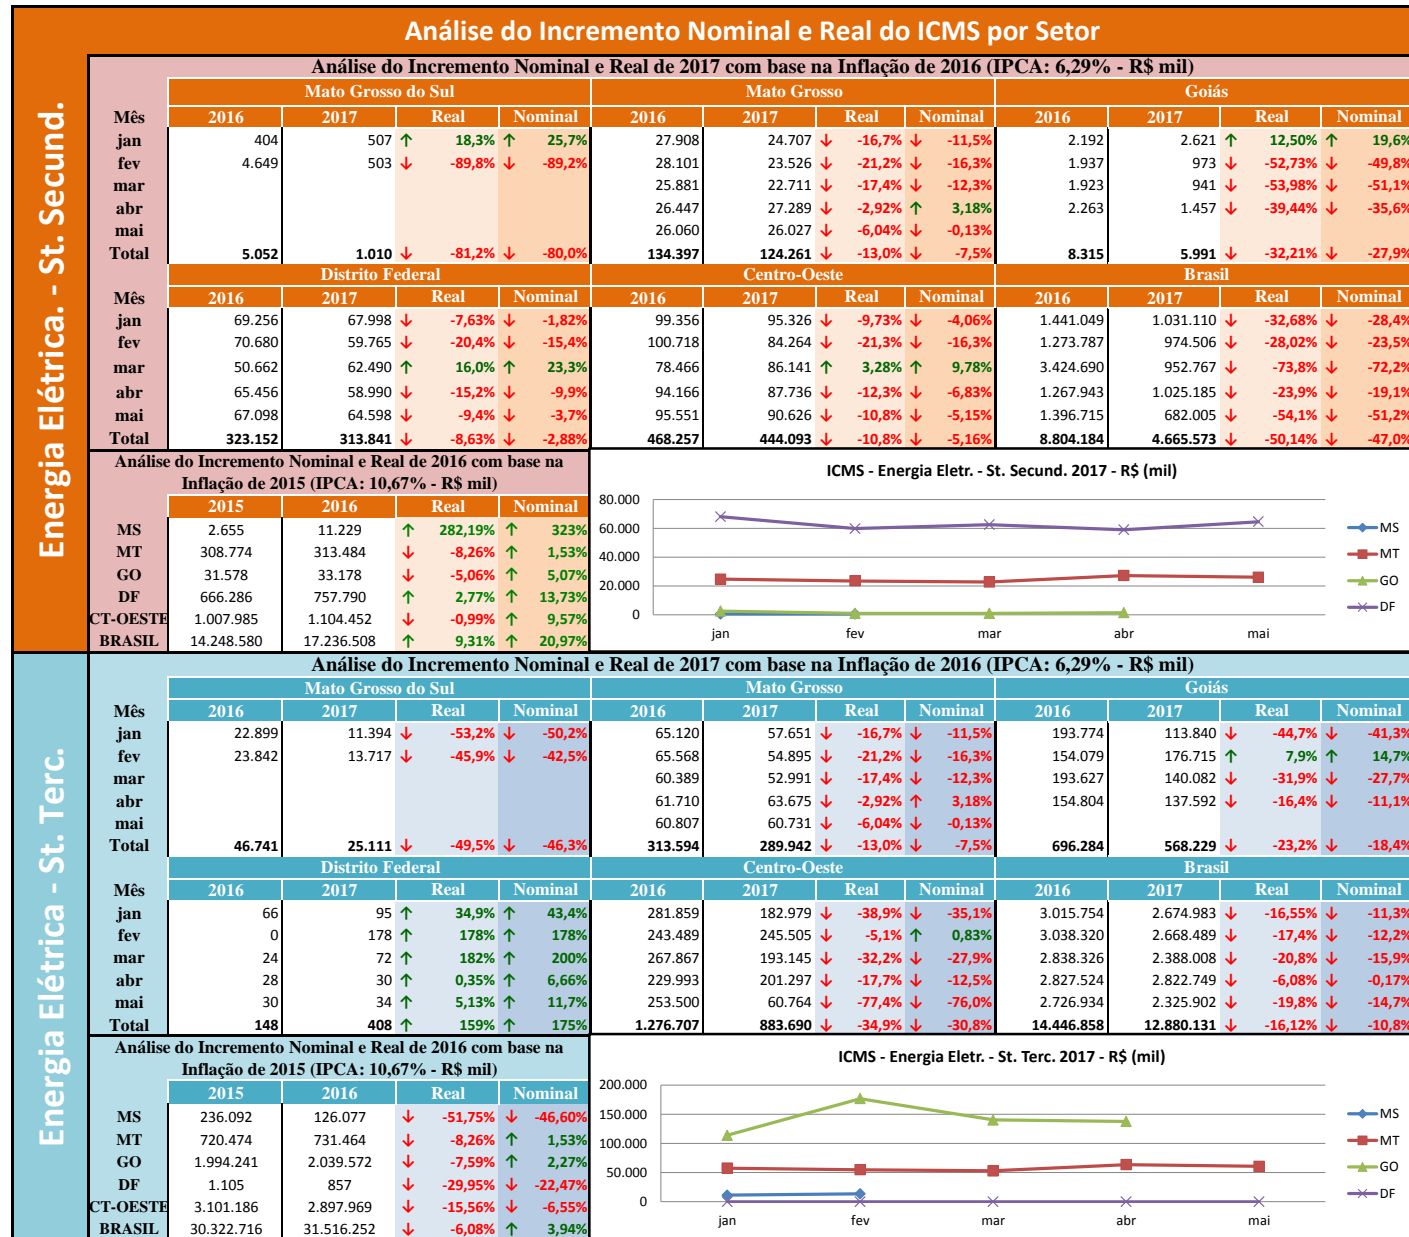 Análise do Incremento Nominal e Real do ICMS por Setor
Energia Elétrica. - St. Secund.
Análise do Incremento Nominal e Real de 2017 com base na Inflação de 2016 (IPCA: 6,29% - R$ mil)
Mato Grosso do Sul Mato Grosso Goiás
Mês 2016 2017 Real Nominal 2016 2017 Real Nominal 2016 2017 Real Nominal
jan 404 507 ↑ 18,3% ↑ 25,7% 27.908 24.707 ↓ -16,7% ↓ -11,5% 2.192 2.621 ↑ 12,50% ↑ 19,6%
fev 4.649 503 ↓ -89,8% ↓ -89,2% 28.101 23.526 ↓ -21,2% ↓ -16,3% 1.937 973 ↓ -52,73% ↓ -49,8%
mar 25.881 22.711 ↓ -17,4% ↓ -12,3% 1.923 941 ↓ -53,98% ↓ -51,1%
abr 26.447 27.289 ↓ -2,92% ↑ 3,18% 2.263 1.457 ↓ -39,44% ↓ -35,6%
mai 26.060 26.027 ↓ -6,04% ↓ -0,13%
Total 5.052 1.010 ↓ -81,2% ↓ -80,0% 134.397 124.261 ↓ -13,0% ↓ -7,5% 8.315 5.991 ↓ -32,21% ↓ -27,9%
Distrito Federal Centro-Oeste Brasil
Mês 2016 2017 Real Nominal 2016 2017 Real Nominal 2016 2017 Real Nominal
jan 69.256 67.998 ↓ -7,63% ↓ -1,82% 99.356 95.326 ↓ -9,73% ↓ -4,06% 1.441.049 1.031.110 ↓ -32,68% ↓ -28,4%
fev 70.680 59.765 ↓ -20,4% ↓ -15,4% 100.718 84.264 ↓ -21,3% ↓ -16,3% 1.273.787 974.506 ↓ -28,02% ↓ -23,5%
mar 50.662 62.490 ↑ 16,0% ↑ 23,3% 78.466 86.141 ↑ 3,28% ↑ 9,78% 3.424.690 952.767 ↓ -73,8% ↓ -72,2%
abr 65.456 58.990 ↓ -15,2% ↓ -9,9% 94.166 87.736 ↓ -12,3% ↓ -6,83% 1.267.943 1.025.185 ↓ -23,9% ↓ -19,1%
mai 67.098 64.598 ↓ -9,4% ↓ -3,7% 95.551 90.626 ↓ -10,8% ↓ -5,15% 1.396.715 682.005 ↓ -54,1% ↓ -51,2%
Total 323.152 313.841 ↓ -8,63% ↓ -2,88% 468.257 444.093 ↓ -10,8% ↓ -5,16% 8.804.184 4.665.573 ↓ -50,14% ↓ -47,0%
Análise do Incremento Nominal e Real de 2016 com base na
Inflação de 2015 (IPCA: 10,67% - R$ mil)
2015 2016 Real Nominal
MS 2.655 11.229 ↑ 282,19% ↑ 323%
MT 308.774 313.484 ↓ -8,26% ↑ 1,53%
GO 31.578 33.178 ↓ -5,06% ↑ 5,07%
DF 666.286 757.790 ↑ 2,77% ↑ 13,73%
CT-OESTE 1.007.985 1.104.452 ↓ -0,99% ↑ 9,57%
BRASIL 14.248.580 17.236.508 ↑ 9,31% ↑ 20,97%
ICMS - Energia Eletr. - St. Secund. 2017 - R$ (mil)
80.000
60.000
40.000
20.000
0
jan fev mar abr mai
MS
MT
GO
DF
Energia Elétrica - St. Terc.
Análise do Incremento Nominal e Real de 2017 com base na Inflação de 2016 (IPCA: 6,29% - R$ mil)
Mato Grosso do Sul Mato Grosso Goiás
Mês 2016 2017 Real Nominal 2016 2017 Real Nominal 2016 2017 Real Nominal
jan 22.899 11.394 ↓ -53,2% ↓ -50,2% 65.120 57.651 ↓ -16,7% ↓ -11,5% 193.774 113.840 ↓ -44,7% ↓ -41,3%
fev 23.842 13.717 ↓ -45,9% ↓ -42,5% 65.568 54.895 ↓ -21,2% ↓ -16,3% 154.079 176.715 ↑ 7,9% ↑ 14,7%
mar 60.389 52.991 ↓ -17,4% ↓ -12,3% 193.627 140.082 ↓ -31,9% ↓ -27,7%
abr 61.710 63.675 ↓ -2,92% ↑ 3,18% 154.804 137.592 ↓ -16,4% ↓ -11,1%
mai 60.807 60.731 ↓ -6,04% ↓ -0,13%
Total 46.741 25.111 ↓ -49,5% ↓ -46,3% 313.594 289.942 ↓ -13,0% ↓ -7,5% 696.284 568.229 ↓ -23,2% ↓ -18,4%
Distrito Federal Centro-Oeste Brasil
Mês 2016 2017 Real Nominal 2016 2017 Real Nominal 2016 2017 Real Nominal
jan 66 95 ↑ 34,9% ↑ 43,4% 281.859 182.979 ↓ -38,9% ↓ -35,1% 3.015.754 2.674.983 ↓ -16,55% ↓ -11,3%
fev 0 178 ↑ 178% ↑ 178% 243.489 245.505 ↓ -5,1% ↑ 0,83% 3.038.320 2.668.489 ↓ -17,4% ↓ -12,2%
mar 24 72 ↑ 182% ↑ 200% 267.867 193.145 ↓ -32,2% ↓ -27,9% 2.838.326 2.388.008 ↓ -20,8% ↓ -15,9%
abr 28 30 ↑ 0,35% ↑ 6,66% 229.993 201.297 ↓ -17,7% ↓ -12,5% 2.827.524 2.822.749 ↓ -6,08% ↓ -0,17%
mai 30 34 ↑ 5,13% ↑ 11,7% 253.500 60.764 ↓ -77,4% ↓ -76,0% 2.726.934 2.325.902 ↓ -19,8% ↓ -14,7%
Total 148 408 ↑ 159% ↑ 175% 1.276.707 883.690 ↓ -34,9% ↓ -30,8% 14.446.858 12.880.131 ↓ -16,12% ↓ -10,8%
Análise do Incremento Nominal e Real de 2016 com base na
Inflação de 2015 (IPCA: 10,67% - R$ mil)
2015 2016 Real Nominal
MS 236.092 126.077 ↓ -51,75% ↓ -46,60%
MT 720.474 731.464 ↓ -8,26% ↑ 1,53%
GO 1.994.241 2.039.572 ↓ -7,59% ↑ 2,27%
DF 1.105 857 ↓ -29,95% ↓ -22,47%
CT-OESTE 3.101.186 2.897.969 ↓ -15,56% ↓ -6,55%
BRASIL 30.322.716 31.516.252 ↓ -6,08% ↑ 3,94%
ICMS - Energia Eletr. - St. Terc. 2017 - R$ (mil)
200.000
150.000
100.000
50.000
0
jan fev mar abr mai
MS
MT
GO
DF